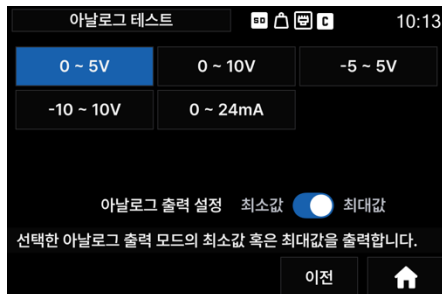 아날로그 테스트 SD C 10:13
0 ~ 5V 0 ~ 10V -5 ~ 5V
-10 ~ 10V 0 ~ 24mA
아날로그 출력 설정 최소값 최대값
선택한 아날로그 출력 모드의 최소값 혹은 최대값을 출력합니다.
이전